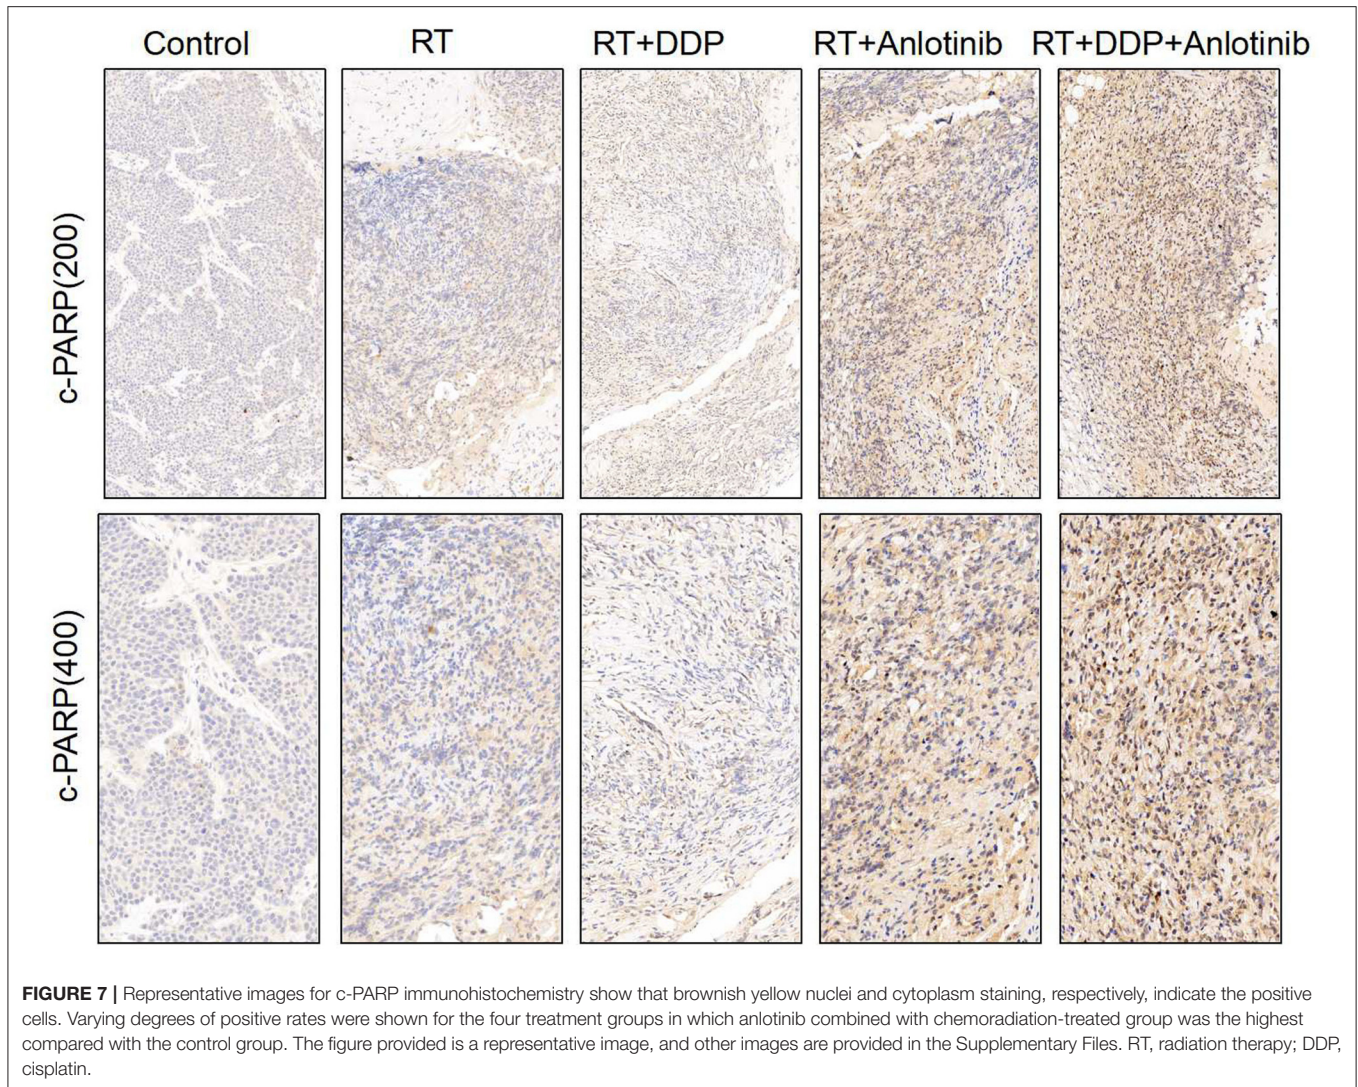 Control RT RT+DDP RT+Anlotinib RT+DDP+Anlotinib
c-PARP(200)
c-PARP(400)
FIGURE 7 | Representative images for c-PARP immunohistochemistry show that brownish yellow nuclei and cytoplasm staining, respectively, indicate the positive
cells. Varying degrees of positive rates were shown for the four treatment groups in which anlotinib combined with chemoradiation-treated group was the highest
compared with the control group. The figure provided is a representative image, and other images are provided in the Supplementary Files. RT, radiation therapy; DDP,
cisplatin.